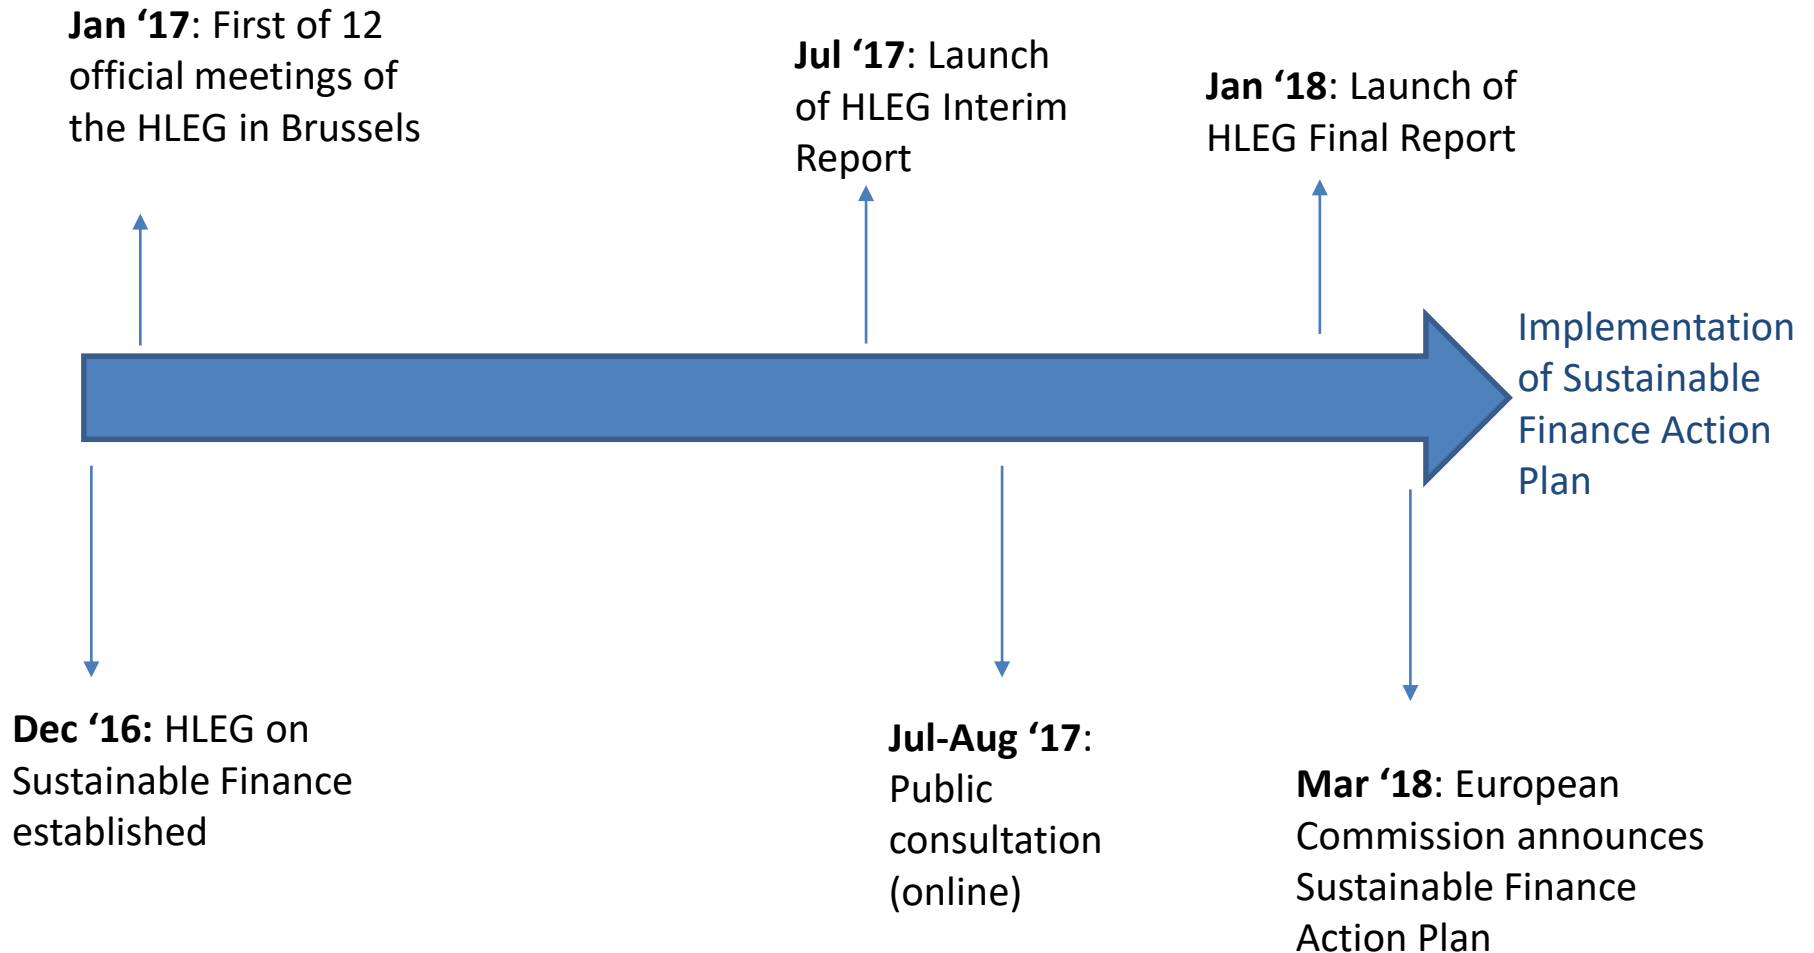 Jan ‘17: First of 12
official meetings of
the HLEG in Brussels
Jul ‘17: Launch
of HLEG Interim
Report
Jan ‘18: Launch of
HLEG Final Report
Implementation
of Sustainable
Finance Action
Plan
Dec ‘16: HLEG on
Sustainable Finance
established
Jul-Aug ‘17:
Public
consultation
(online)
Mar ‘18: European
Commission announces
Sustainable Finance
Action Plan